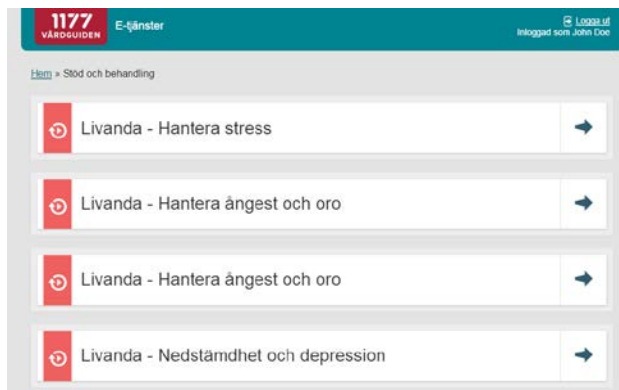 1177
VÅRDGUIDEN
E-tjänster
Logga ut
Inloggad som John Doe
Hem » Stöd och behandling
Livanda - Hantera stress
Livanda - Hantera ångest och oro
Livanda - Hantera ångest och oro
Livanda - Nedstämdhet och depression